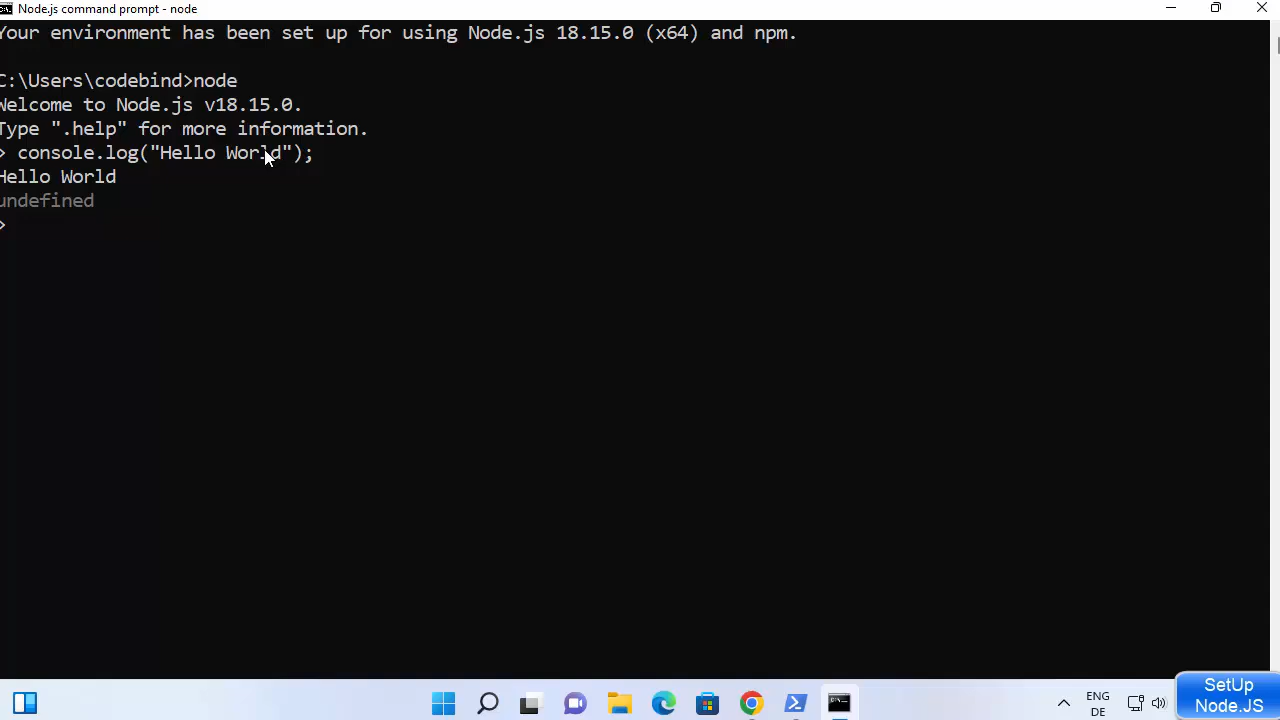 Node.js command prompt - node
Your environment has been set up for using Node.js 18.15.0 (x64) and npm.
C:\Users\codebind>node
Welcome to Node.js v18.15.0.
Type ".help" for more information.
> console.log("Hello World");
Hello World
undefined
>
ENG
DE
SetUp
Node.JS